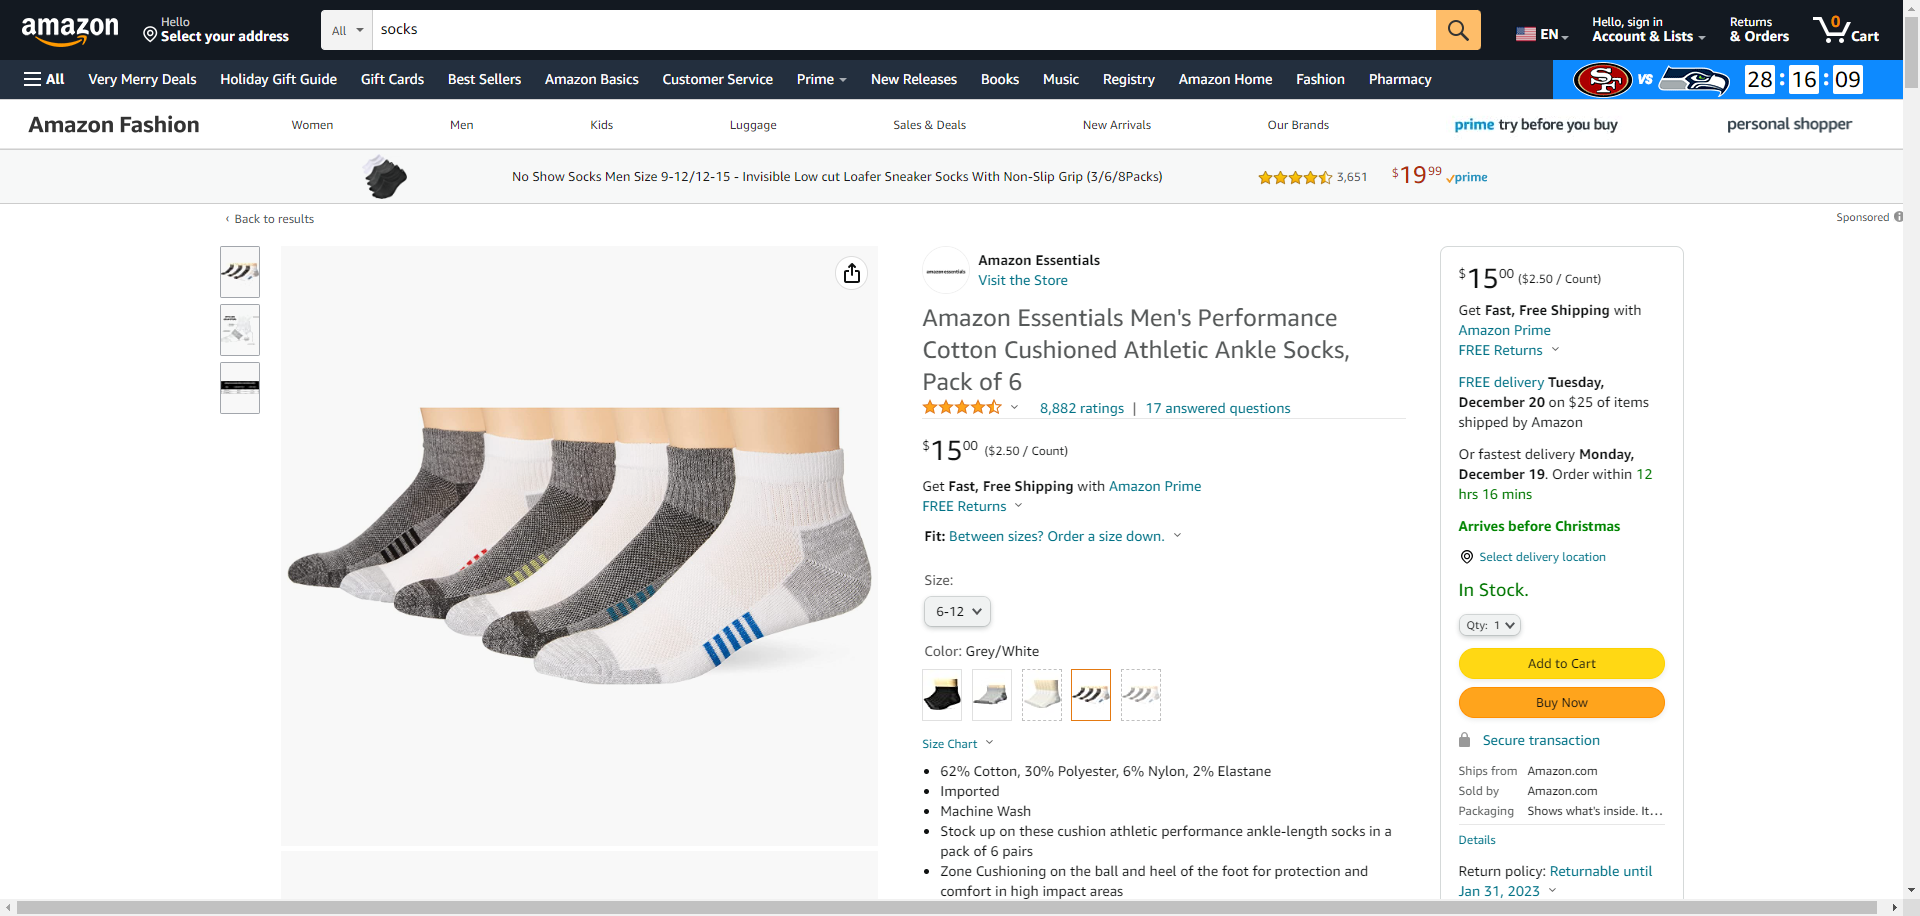 amazon
Hello
Select your address
All
socks
EN
Hello, sign in
Account & Lists
Returns
& Orders
0
Cart
All
Very Merry Deals
Holiday Gift Guide
Gift Cards
Best Sellers
Amazon Basics
Customer Service
Prime
New Releases
Books
Music
Registry
Amazon Home
Fashion
Pharmacy
SF
VS
28:16:09
Amazon Fashion
Women
Men
Kids
Luggage
Sales & Deals
New Arrivals
Our Brands
prime try before you buy
personal shopper
No Show Socks Men Size 9-12/12-15 - Invisible Low cut Loafer Sneaker Socks With Non-Slip Grip (3/6/8Packs)
3,651
$19 99
prime
‹ Back to results
Sponsored
amazon essentials
Amazon Essentials
Visit the Store
Amazon Essentials Men's Performance
Cotton Cushioned Athletic Ankle Socks,
Pack of 6
8,882 ratings | 17 answered questions
$15 00 ($2.50 / Count)
Get Fast, Free Shipping with Amazon Prime
FREE Returns
Fit: Between sizes? Order a size down.
Size:
6-12
Color: Grey/White
Size Chart
• 62% Cotton, 30% Polyester, 6% Nylon, 2% Elastane
• Imported
• Machine Wash
• Stock up on these cushion athletic performance ankle-length socks in a
pack of 6 pairs
• Zone Cushioning on the ball and heel of the foot for protection and
comfort in high impact areas
$15 00 ($2.50 / Count)
Get Fast, Free Shipping with
Amazon Prime
FREE Returns
FREE delivery Tuesday,
December 20 on $25 of items
shipped by Amazon
Or fastest delivery Monday,
December 19. Order within 12
hrs 16 mins
Arrives before Christmas
Select delivery location
In Stock.
Qty: 1
Add to Cart
Buy Now
Secure transaction
Ships from Amazon.com
Sold by Amazon.com
Packaging Shows what's inside. It…
Details
Return policy: Returnable until
Jan 31, 2023